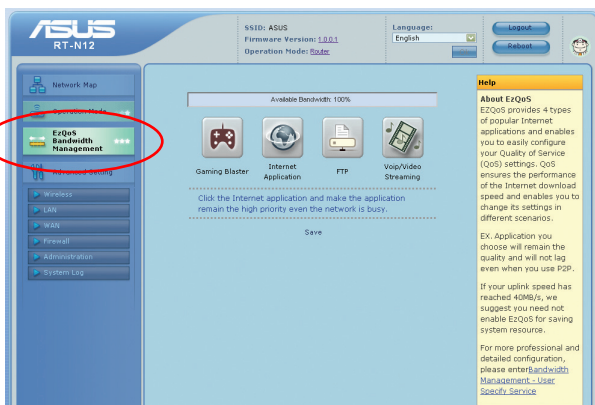 ASUS
RT-N12
SSID: ASUS
Firmware Version: 1.0.0.1
Operation Mode: Router
Language:
English
Logout
Reboot
Network Map
Operation Mode
EzQoS
Bandwidth
Management
Advanced Setting
Wireless
LAN
WAN
Firewall
Administration
System Log
Available Bandwidth: 100%
Gaming Blaster
Internet
Application
FTP
Voip/Video
Streaming
Click the Internet application and make the application
remain the high priority even the network is busy.
Save
Help
About EzQoS
EZQoS provides 4 types
of popular Internet
applications and enables
you to easily configure
your Quality of Service
(QoS) settings. QoS
ensures the performance
of the Internet download
speed and enables you to
change its settings in
different scenarios.
EX. Application you
choose will remain the
quality and will not lag
even when you use P2P.
If your uplink speed has
reached 40MB/s, we
suggest you need not
enable EzQoS for saving
system resource.
For more professional and
detailed configuration,
please enterBandwidth
Management - User
Specify Service